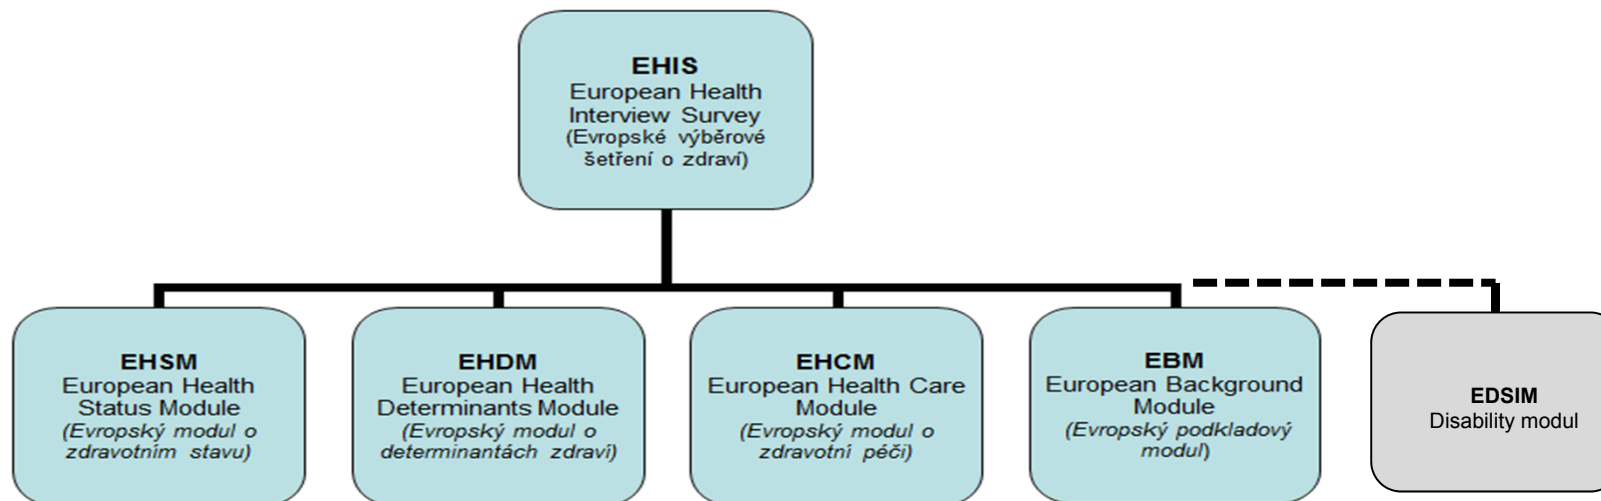 EHIS
European Health
Interview Survey
(Evropské výběrové
šetření o zdraví)
EHSM
European Health
Status Module
(Evropský modul o
zdravotním stavu)
EHDM
European Health
Determinants Module
(Evropský modul o
determinantách zdraví)
EHCM
European Health Care
Module
(Evropský modul o
zdravotní péči)
EBM
European Background
Module
(Evropský podkladový
modul)
EDSIM
Disability modul